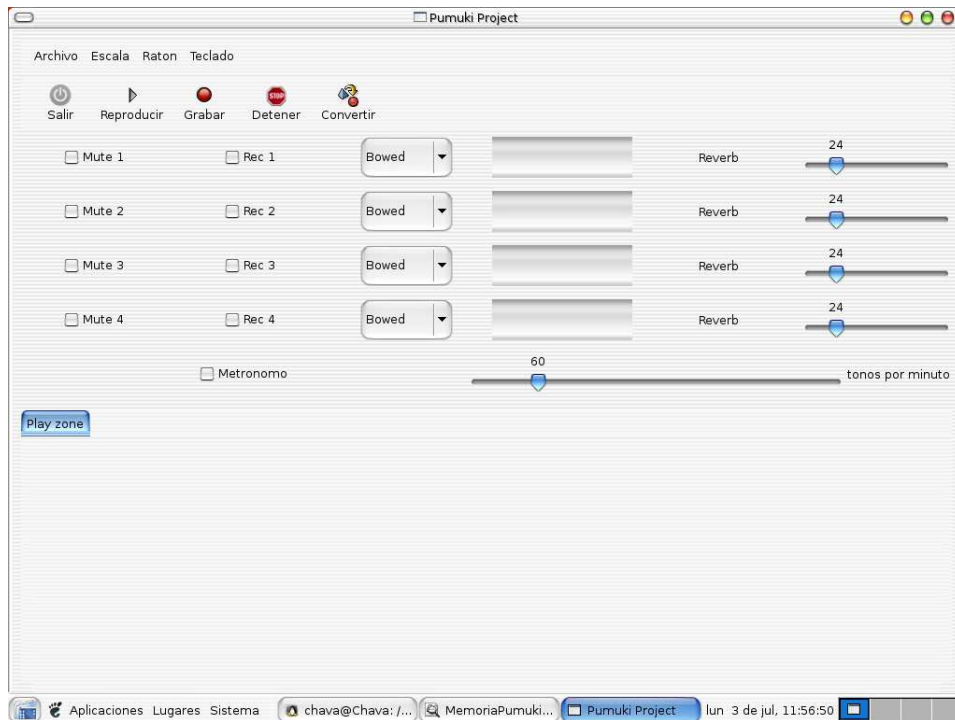 Pumuki Project
Archivo Escala Raton Teclado
Salir Reproducir Grabar STOP Detener Convertir
24
Mute 1 Rec 1 Bowed Reverb
24
Mute 2 Rec 2 Bowed Reverb
24
Mute 3 Rec 3 Bowed Reverb
24
Mute 4 Rec 4 Bowed Reverb
60
Metronomo tonos por minuto
Play zone
Aplicaciones Lugares Sistema chava@Chava: /... MemoriaPumuki... Pumuki Project lun 3 de jul, 11:56:50